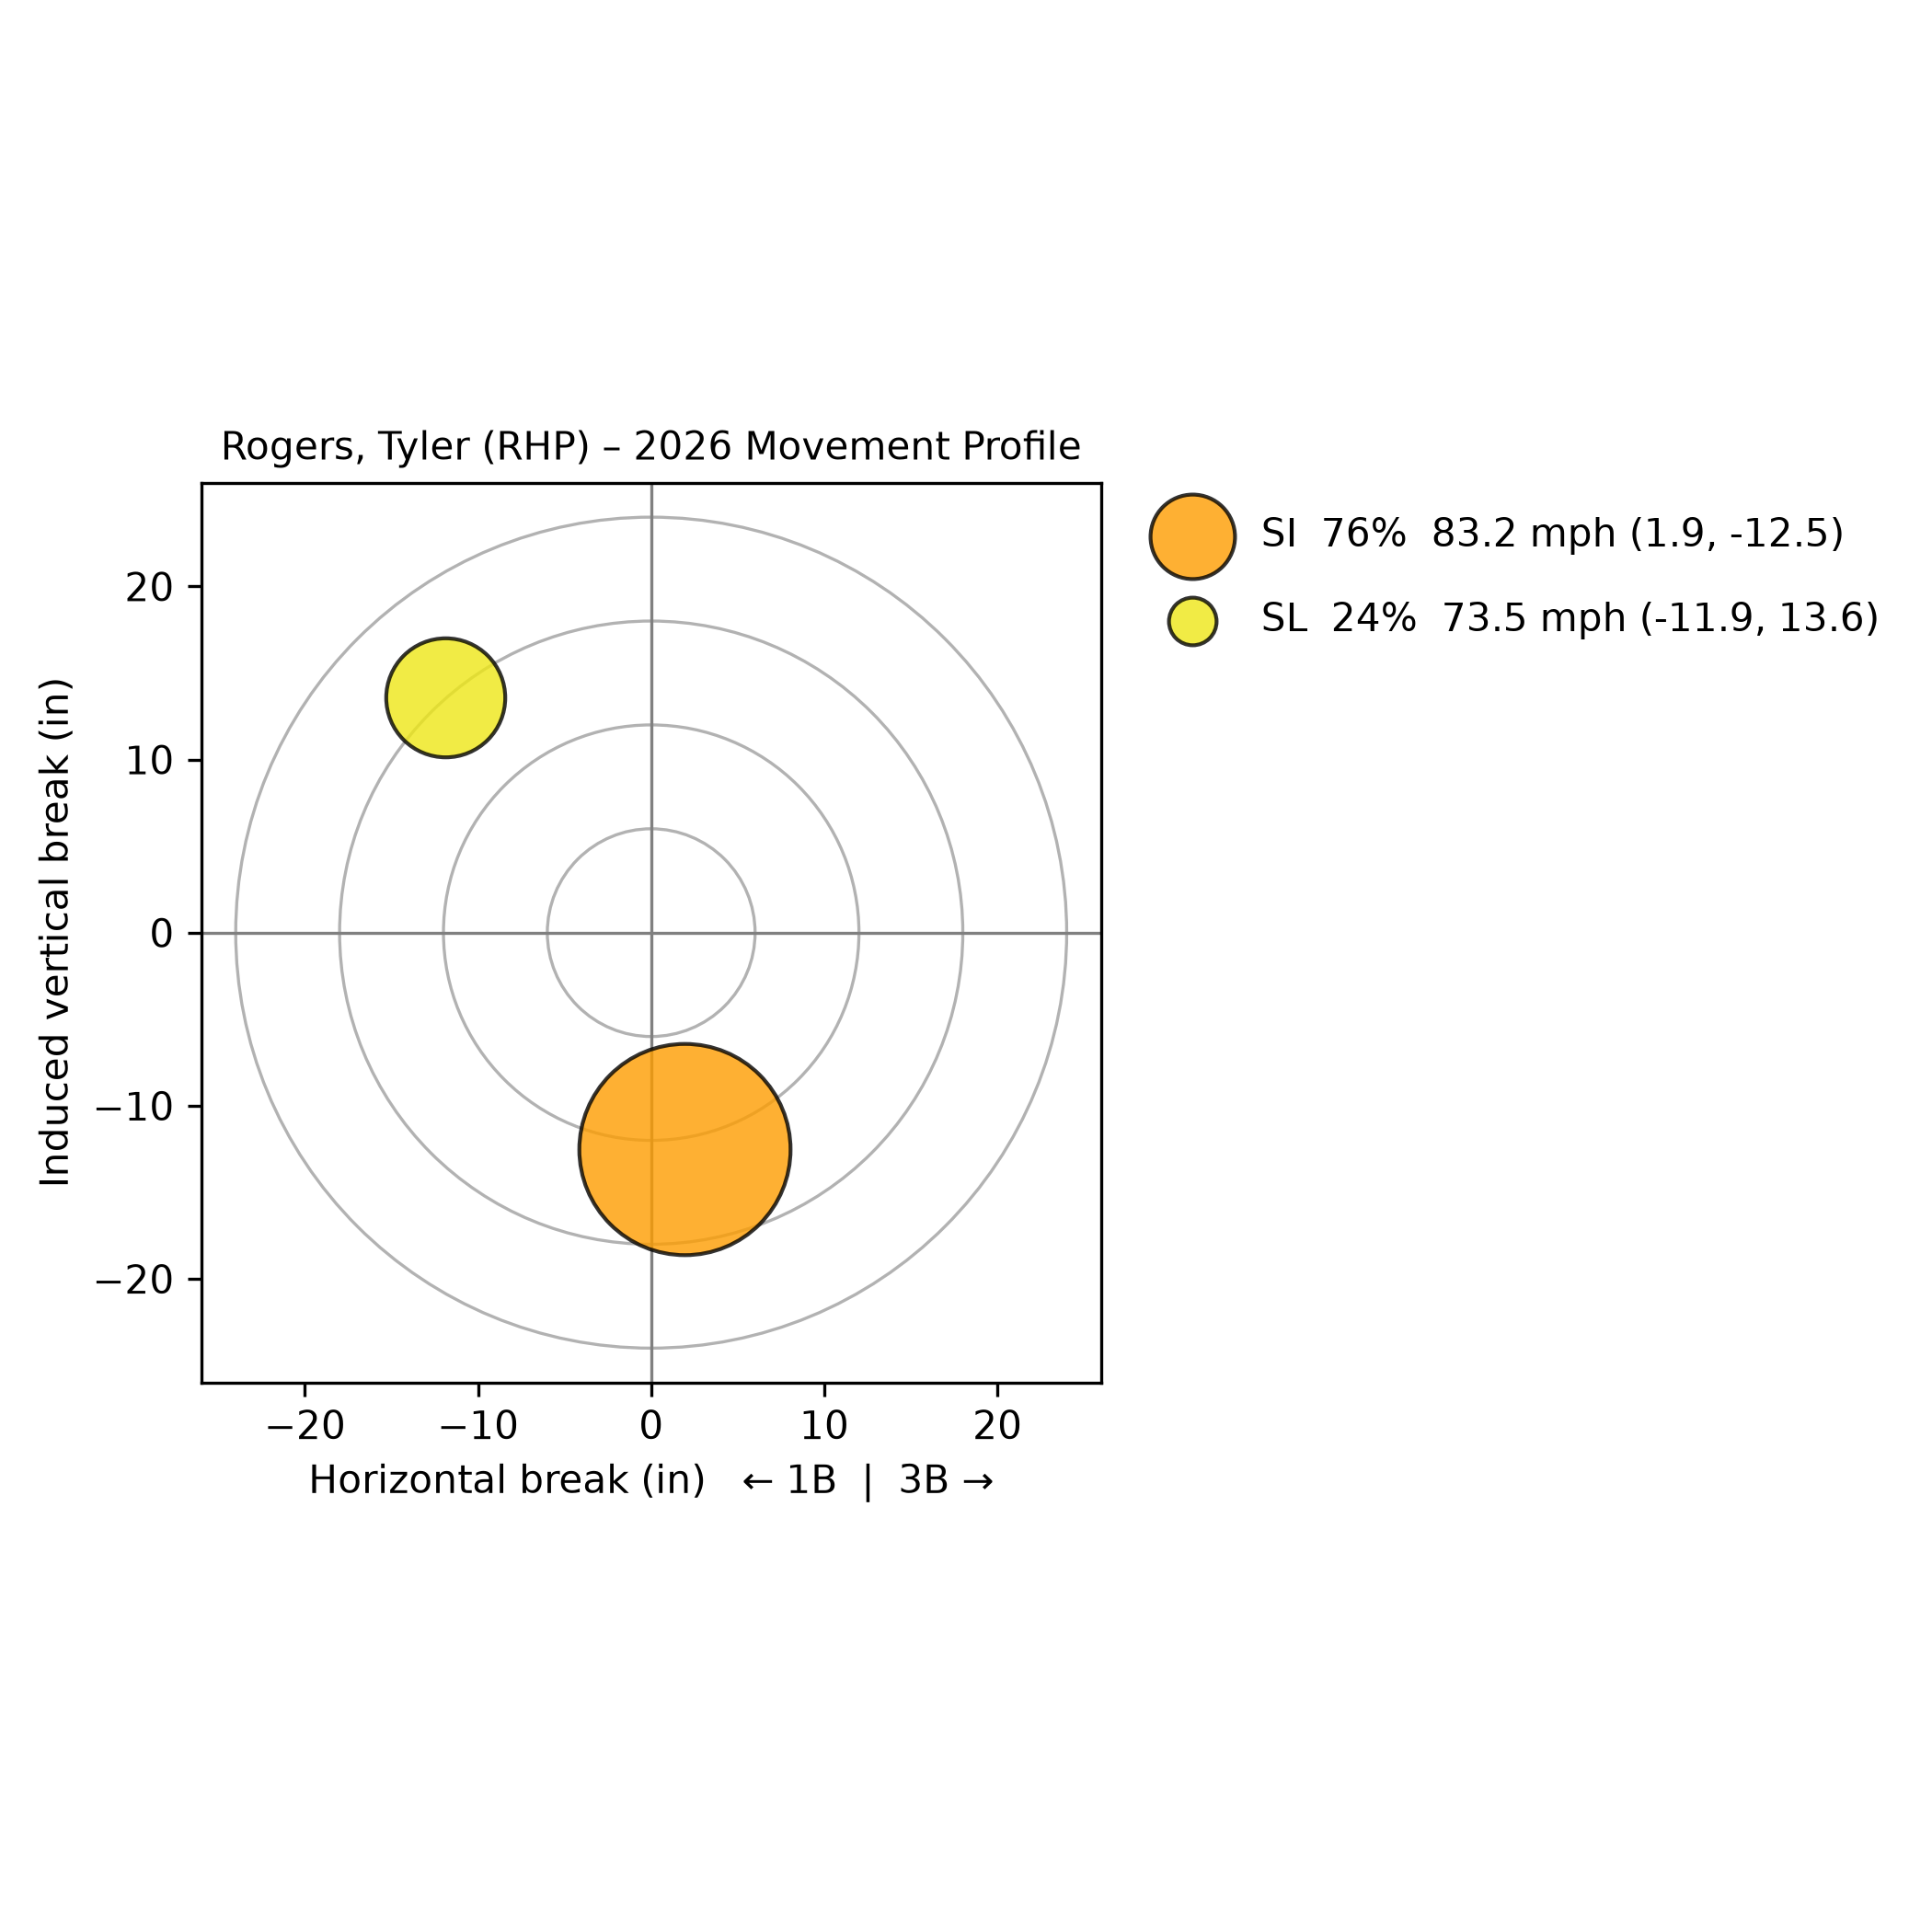 Rogers, Tyler (RHP) – 2026 Movement Profile
SI  76%  83.2 mph (1.9, -12.5)
SL  24%  73.5 mph (-11.9, 13.6)
Induced vertical break (in)
20
10
0
−10
−20
−20
−10
0
10
20
Horizontal break (in)   ← 1B  |  3B →